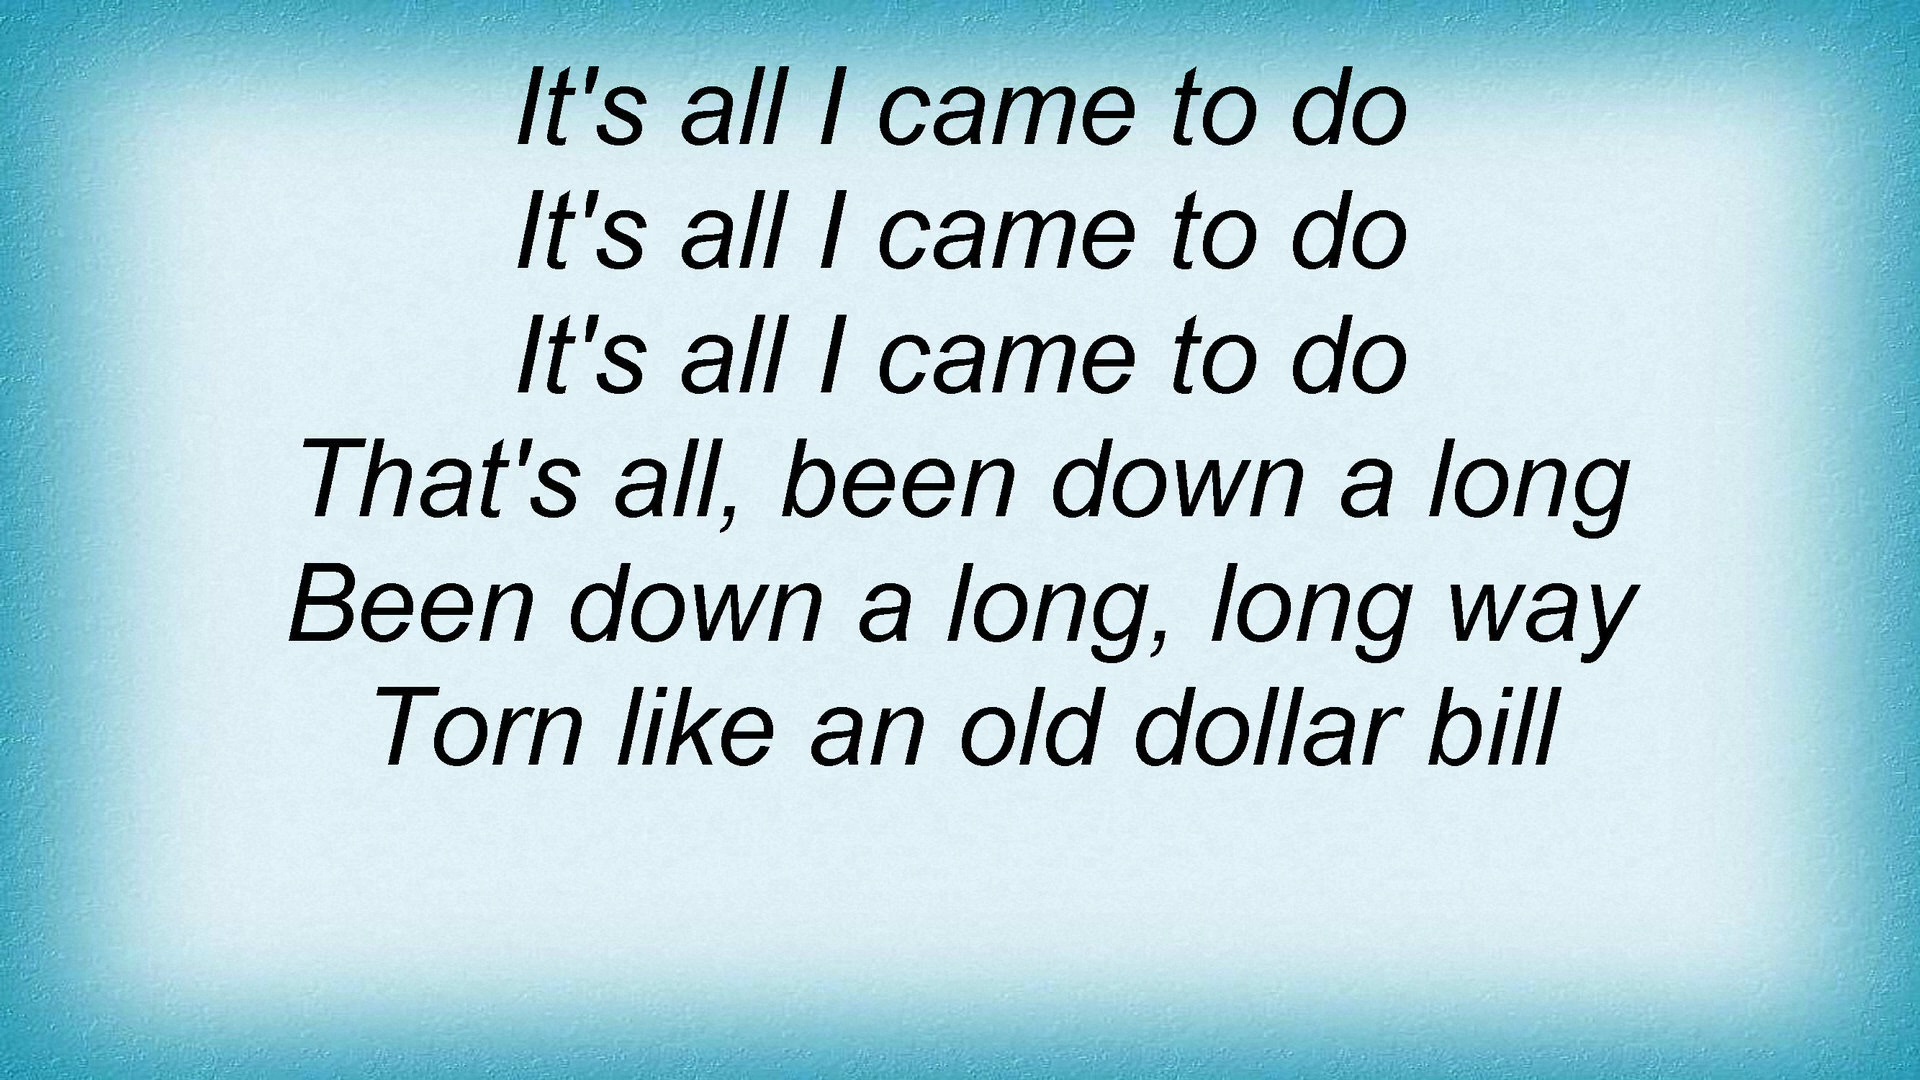 It's all I came to do
It's all I came to do
It's all I came to do
That's all, been down a long
Been down a long, long way
Torn like an old dollar bill